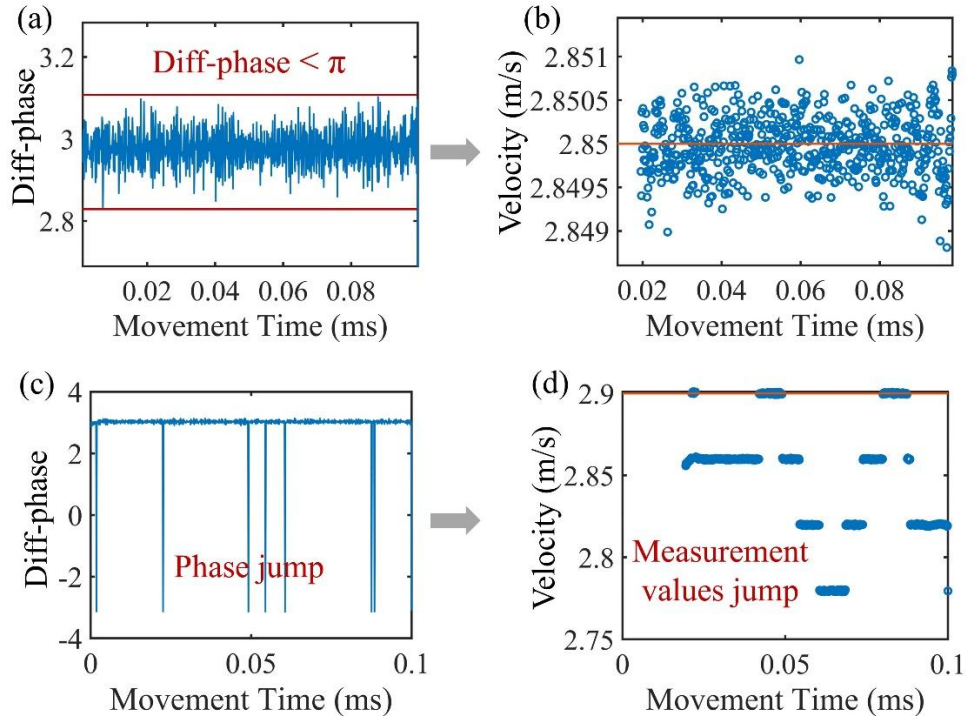 (a)
3.2
3
2.8
Diff-phase
Diff-phase < π
0.02 0.04 0.06 0.08
Movement Time (ms)
(b)
2.851
2.8505
2.85
2.8495
2.849
Velocity (m/s)
0.02 0.04 0.06 0.08
Movement Time (ms)
(c)
4
2
0
-2
-4
Diff-phase
Phase jump
0 0.05 0.1
Movement Time (ms)
(d)
2.9
2.85
2.8
2.75
Velocity (m/s)
Measurement
values jump
0 0.05 0.1
Movement Time (ms)